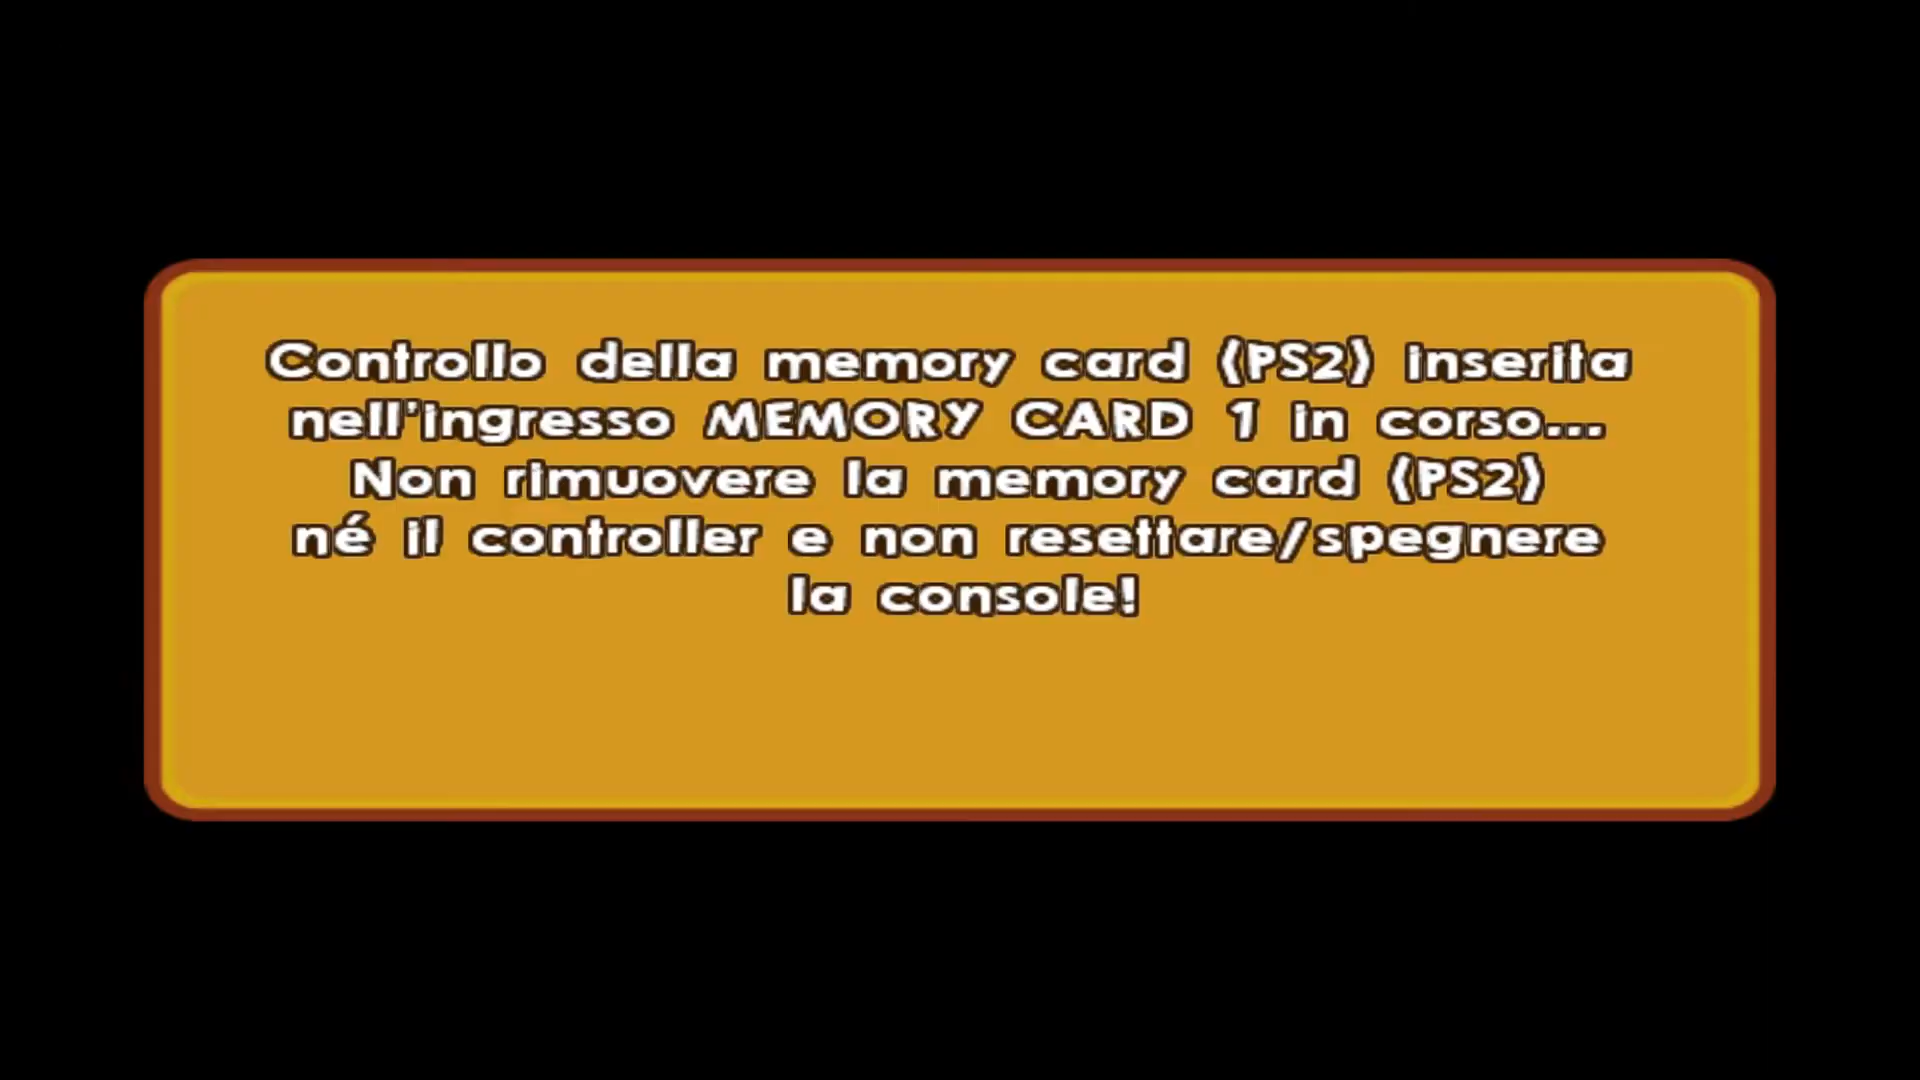 Controllo della memory card (PS2) inserita
nell'ingresso MEMORY CARD 1 in corso...
Non rimuovere la memory card (PS2)
né il controller e non resettare/spegnere
la console!